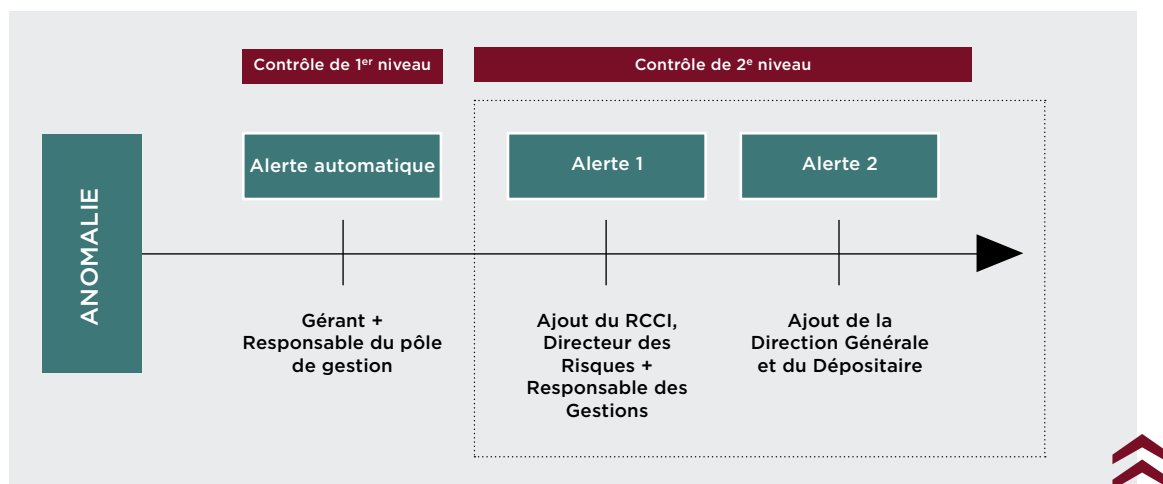 Contrôle de 1er niveau
Contrôle de 2e niveau
ANOMALIE
Alerte automatique
Alerte 1
Alerte 2
Gérant +
Responsable du pôle
de gestion
Ajout du RCCI,
Directeur des
Risques +
Responsable des
Gestions
Ajout de la
Direction Générale
et du Dépositaire